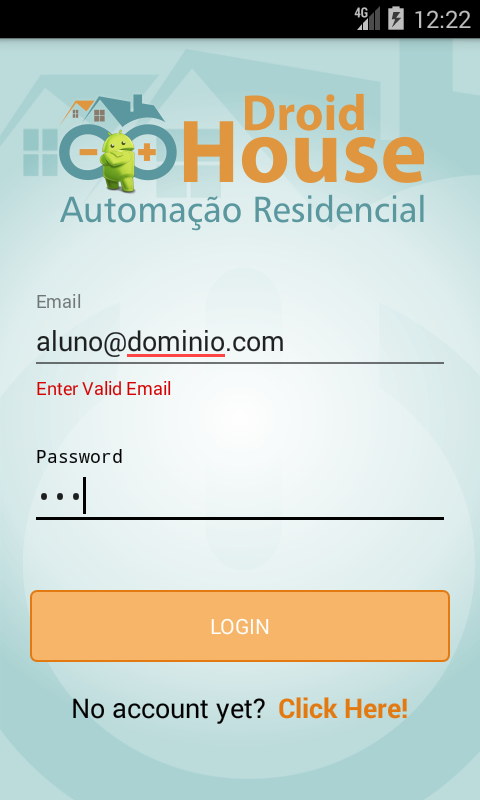 4G 12:22
Droid
House
Automação Residencial
Email
aluno@dominio.com
Enter Valid Email
Password
•••
LOGIN
No account yet? Click Here!